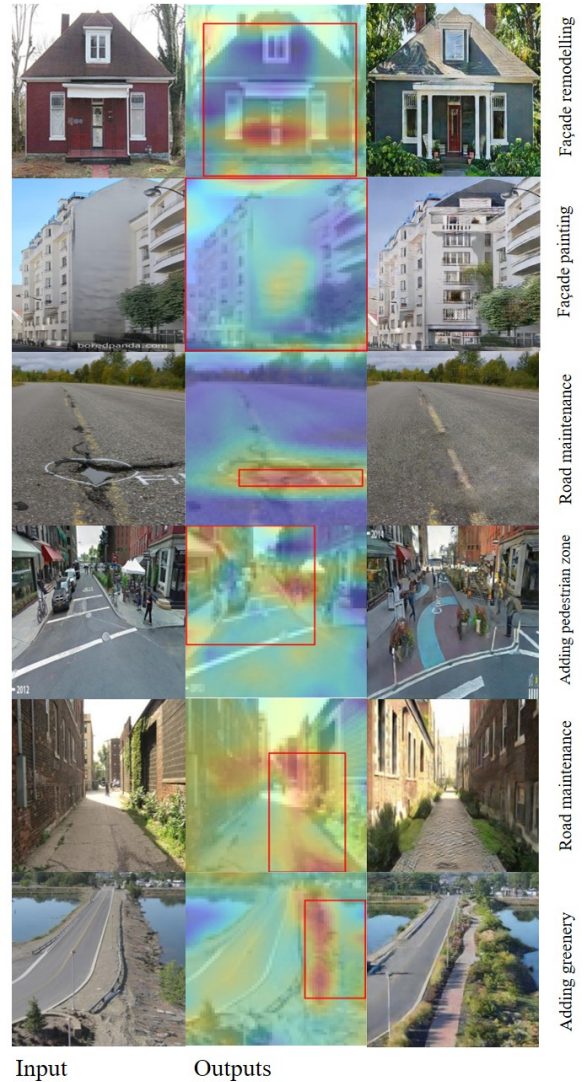 Façade remodelling
Façade painting
boredpanda.com
Road maintenance
Adding pedestrian zone
2012
Road maintenance
Adding greenery
Input
Outputs